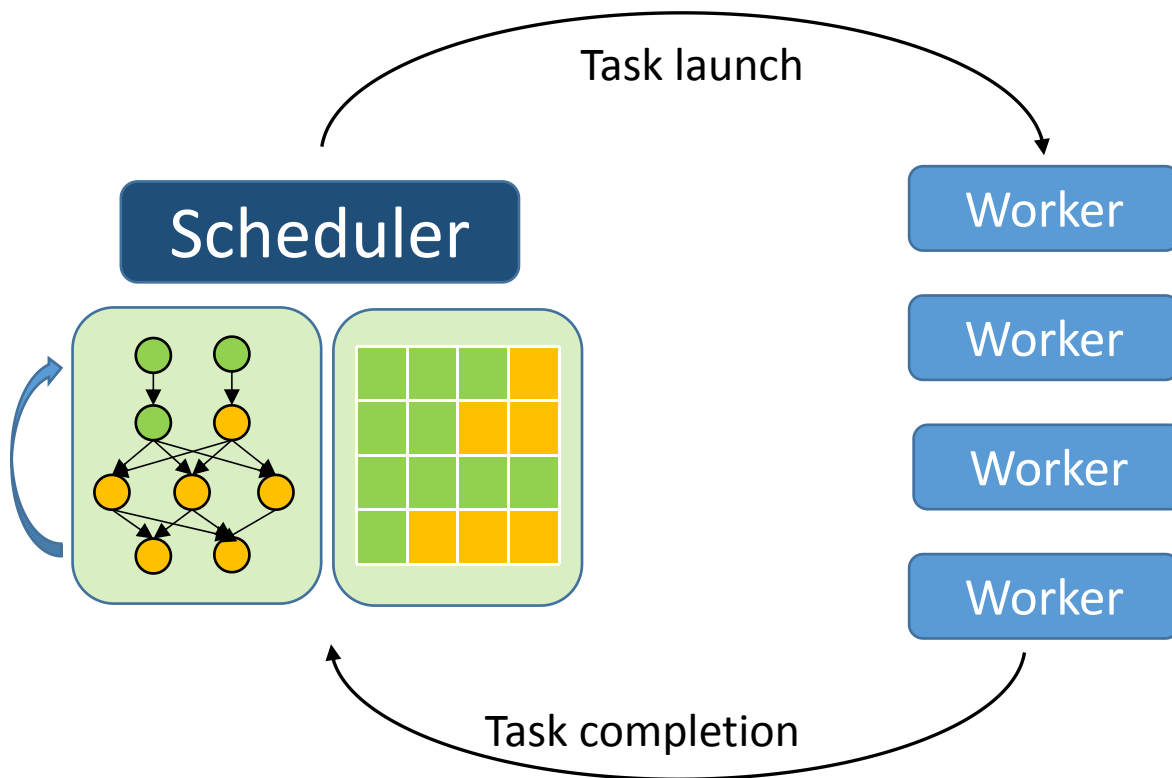 Task launch
Scheduler
Worker
Worker
Worker
Worker
Task completion